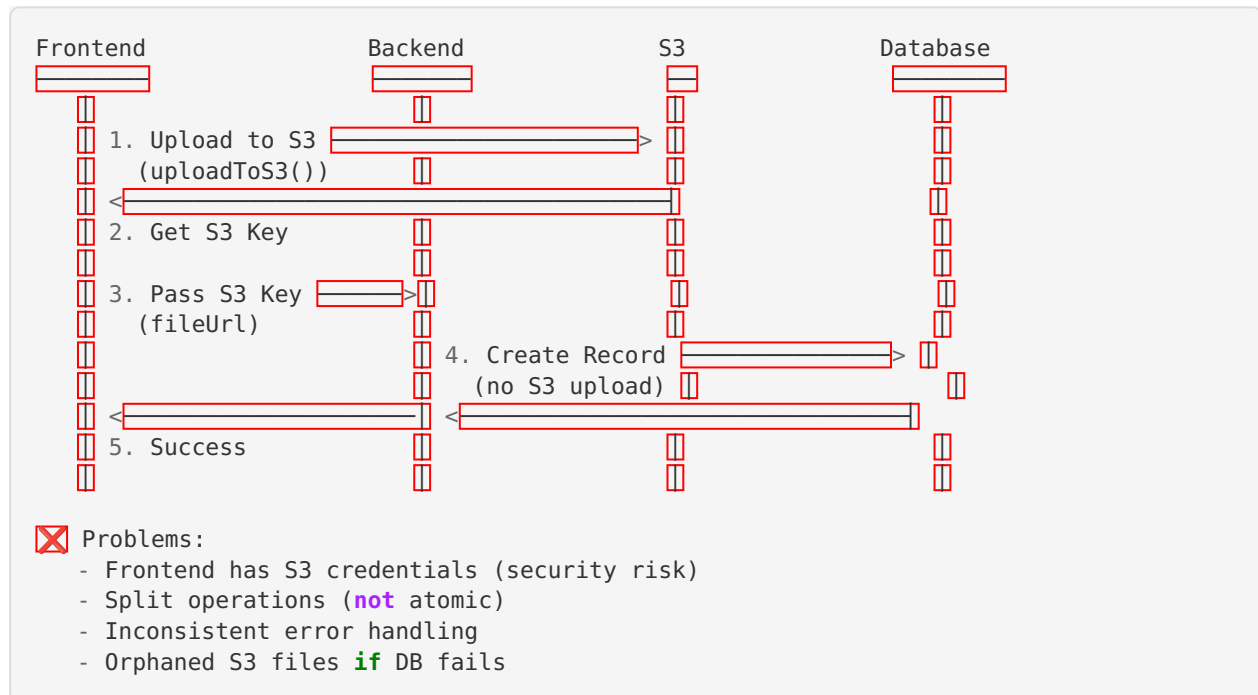 Frontend                Backend              S3              Database
────────                ───────              ──              ────────
   │                       │                 │                  │
   │ 1. Upload to S3 ──────────────────────> │                  │
   │   (uploadToS3())      │                 │                  │
   │ <───────────────────────────────────────│                  │
   │ 2. Get S3 Key         │                 │                  │
   │                       │                 │                  │
   │ 3. Pass S3 Key ──────>│                 │                  │
   │   (fileUrl)           │                 │                  │
   │                       │ 4. Create Record ───────────────> │
   │                       │   (no S3 upload) │                  │
   │ <─────────────────────│ <────────────────────────────────│
   │ 5. Success            │                 │                  │
   │                       │                 │                  │
❌ Problems:
   - Frontend has S3 credentials (security risk)
   - Split operations (not atomic)
   - Inconsistent error handling
   - Orphaned S3 files if DB fails